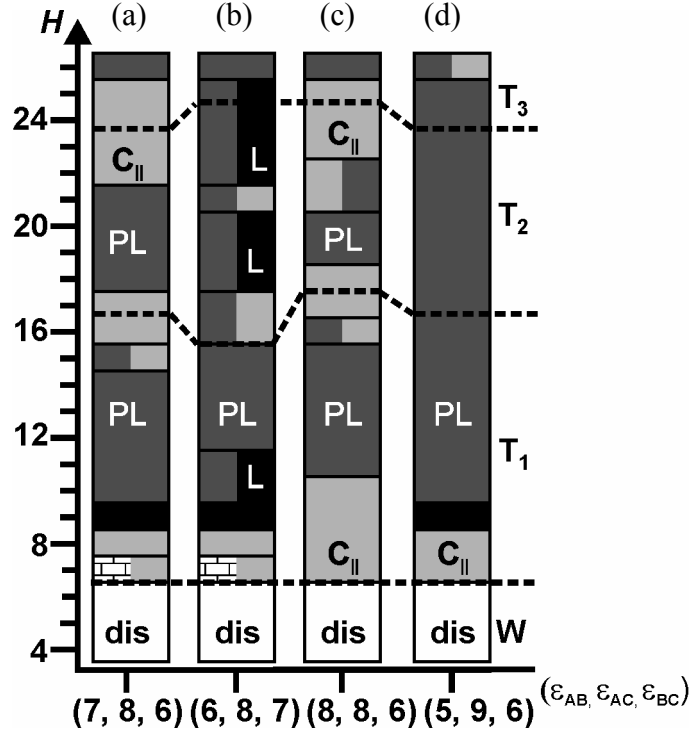 H (a) (b) (c) (d)
24 T₃
C∥ L C∥
20 PL L PL T₂
16
PL PL PL PL
12 L T₁
8 C∥ C∥
dis dis dis dis W
4
(7, 8, 6) (6, 8, 7) (8, 8, 6) (5, 9, 6) (εAB, εAC, εBC)